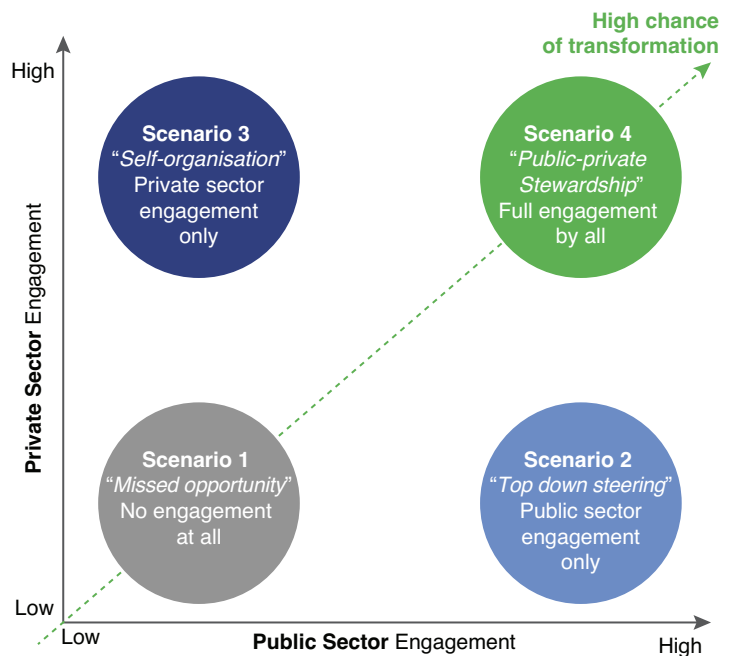 High chance
of transformation
High
Scenario 3
“Self-organisation”
Private sector
engagement
only
Scenario 4
“Public-private
Stewardship”
Full engagement
by all
Private Sector Engagement
Scenario 1
“Missed opportunity”
No engagement
at all
Scenario 2
“Top down steering”
Public sector
engagement
only
Low
Low
Public Sector Engagement
High